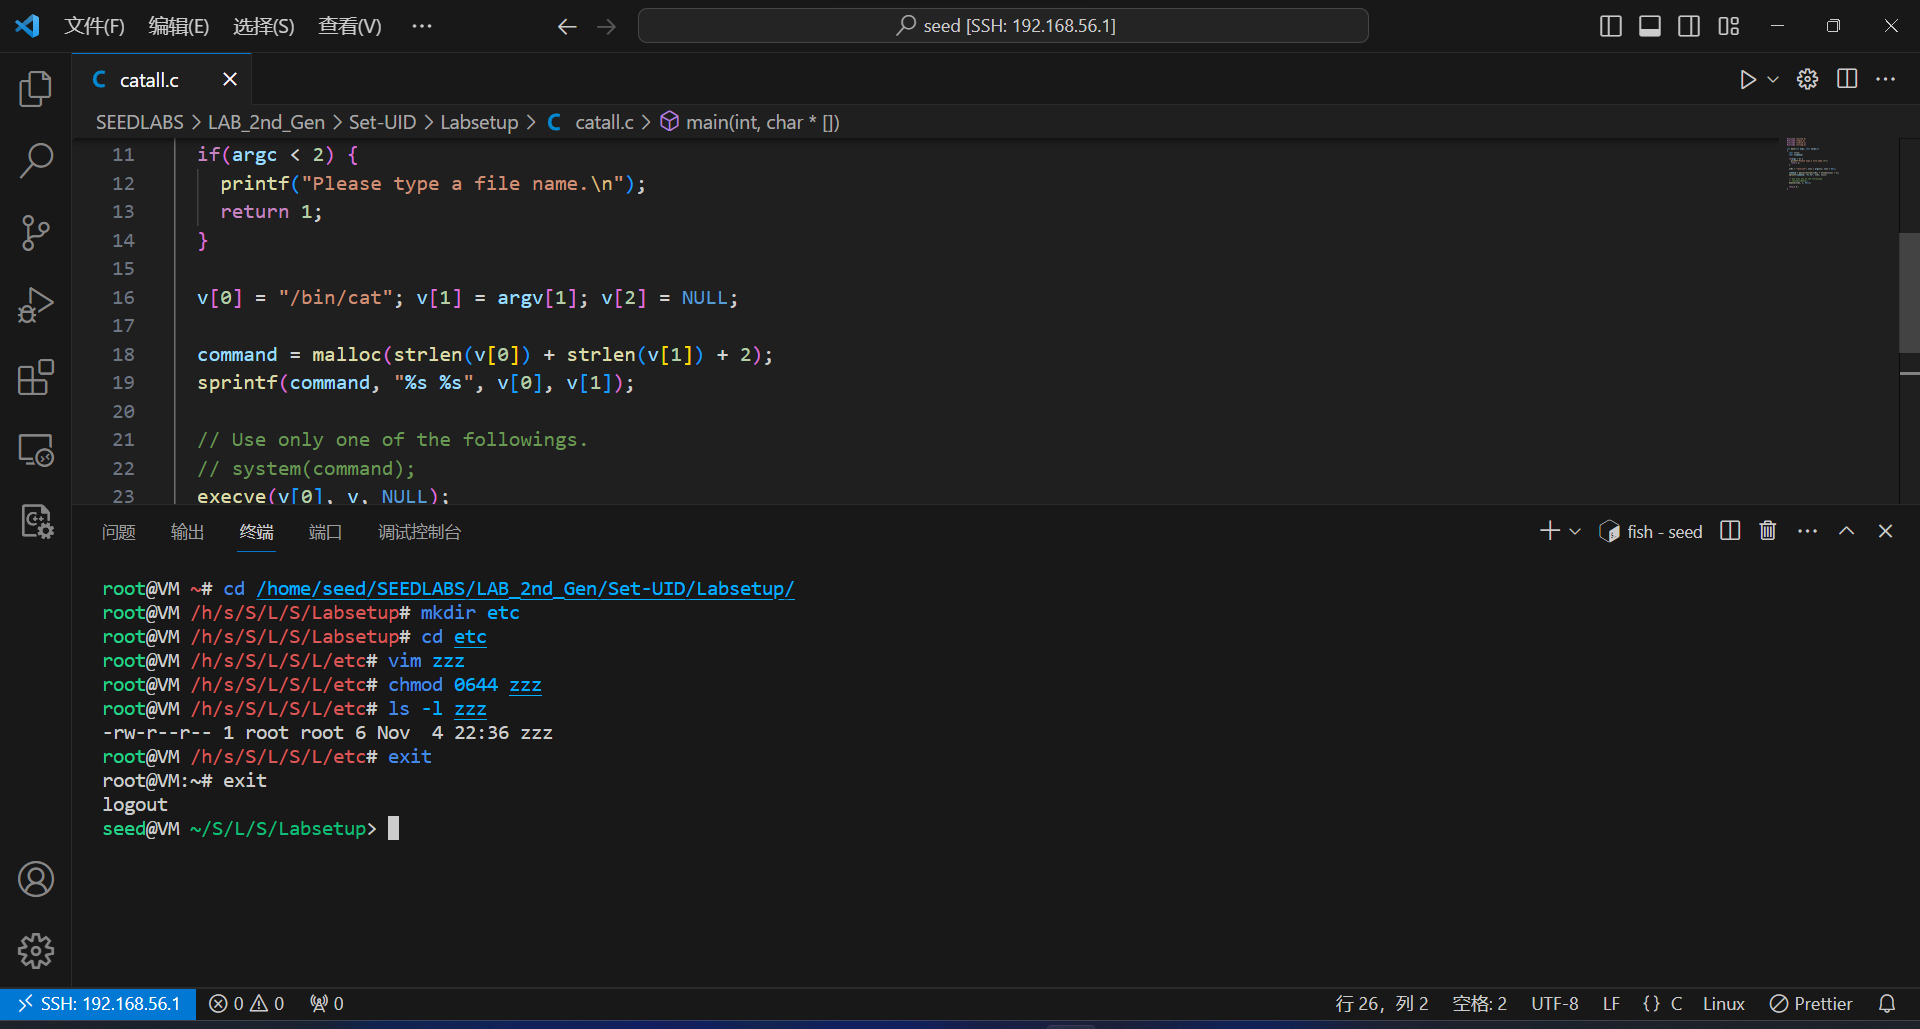 文件(F) 编辑(E) 选择(S) 查看(V) ··· seed [SSH: 192.168.56.1]
C catall.c
SEEDLABS > LAB_2nd_Gen > Set-UID > Labsetup > C catall.c > main(int, char * [])
11 if(argc < 2) {
12 printf("Please type a file name.\n");
13 return 1;
14 }
15
16 v[0] = "/bin/cat"; v[1] = argv[1]; v[2] = NULL;
17
18 command = malloc(strlen(v[0]) + strlen(v[1]) + 2);
19 sprintf(command, "%s %s", v[0], v[1]);
20
21 // Use only one of the followings.
22 // system(command);
23 execve(v[0], v, NULL);
问题 输出 终端 端口 调试控制台 fish - seed
root@VM ~# cd /home/seed/SEEDLABS/LAB_2nd_Gen/Set-UID/Labsetup/
root@VM /h/s/S/L/S/Labsetup# mkdir etc
root@VM /h/s/S/L/S/Labsetup# cd etc
root@VM /h/s/S/L/S/L/etc# vim zzz
root@VM /h/s/S/L/S/L/etc# chmod 0644 zzz
root@VM /h/s/S/L/S/L/etc# ls -l zzz
-rw-r--r-- 1 root root 6 Nov  4 22:36 zzz
root@VM /h/s/S/L/S/L/etc# exit
root@VM:~# exit
logout
seed@VM ~/S/L/S/Labsetup>
SSH: 192.168.56.1 0 0 0 行 26，列 2 空格: 2 UTF-8 LF {} C Linux Prettier